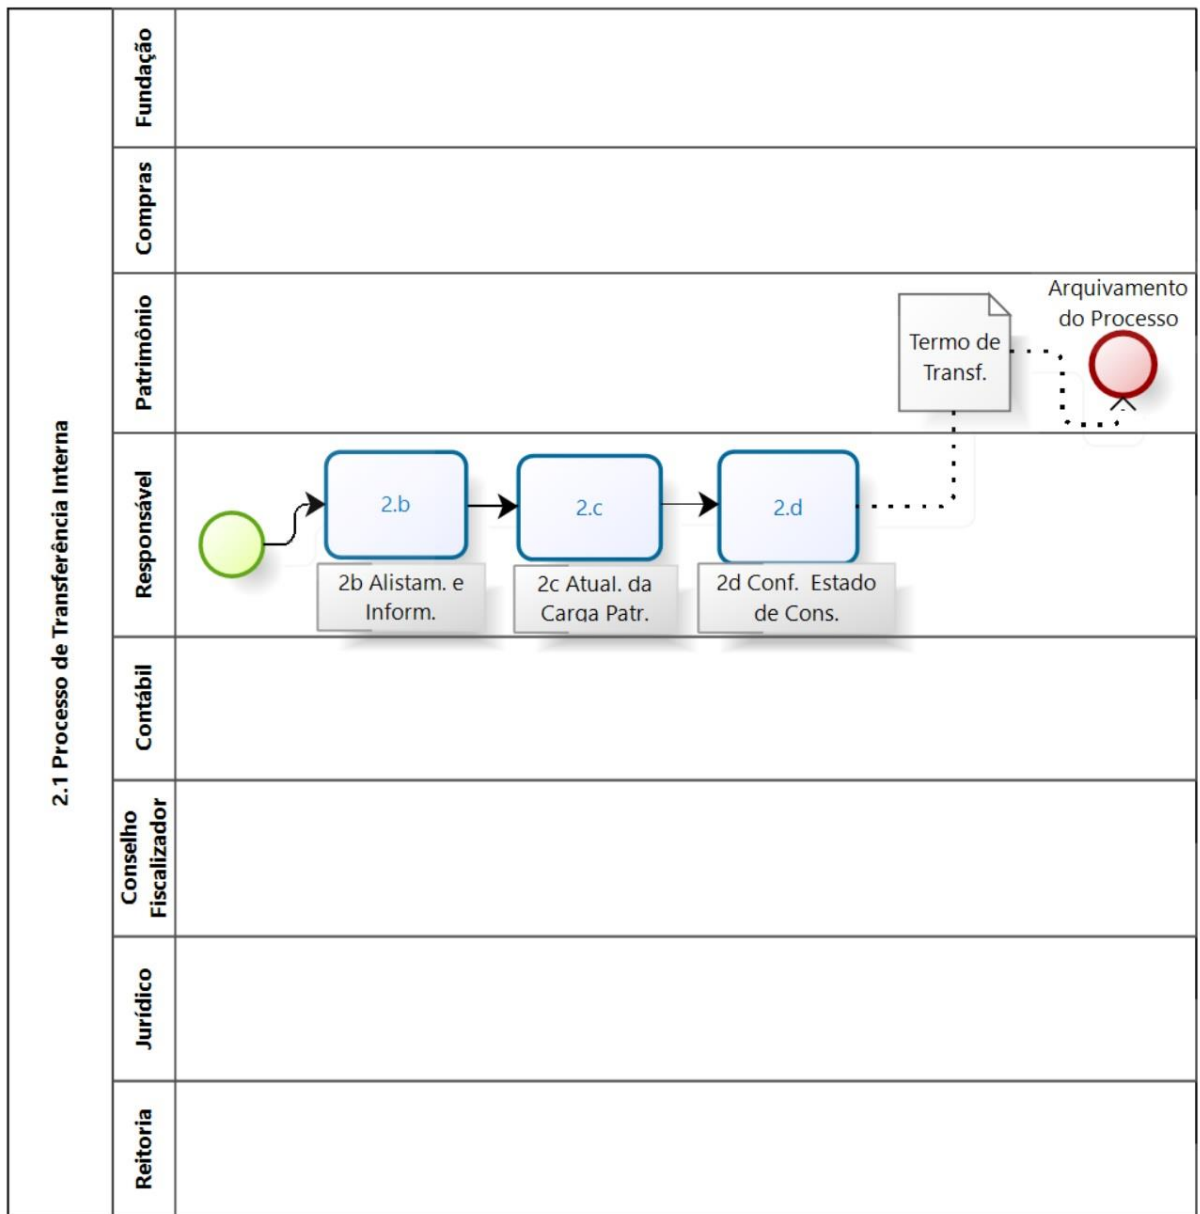 2.1 Processo de Transferência Interna
Fundação
Compras
Patrimônio
Termo de
Transf.
Arquivamento
do Processo
Responsável
2.b
2.c
2.d
2b Alistam. e
Inform.
2c Atual. da
Carga Patr.
2d Conf. Estado
de Cons.
Contábil
Conselho
Fiscalizador
Jurídico
Reitoria